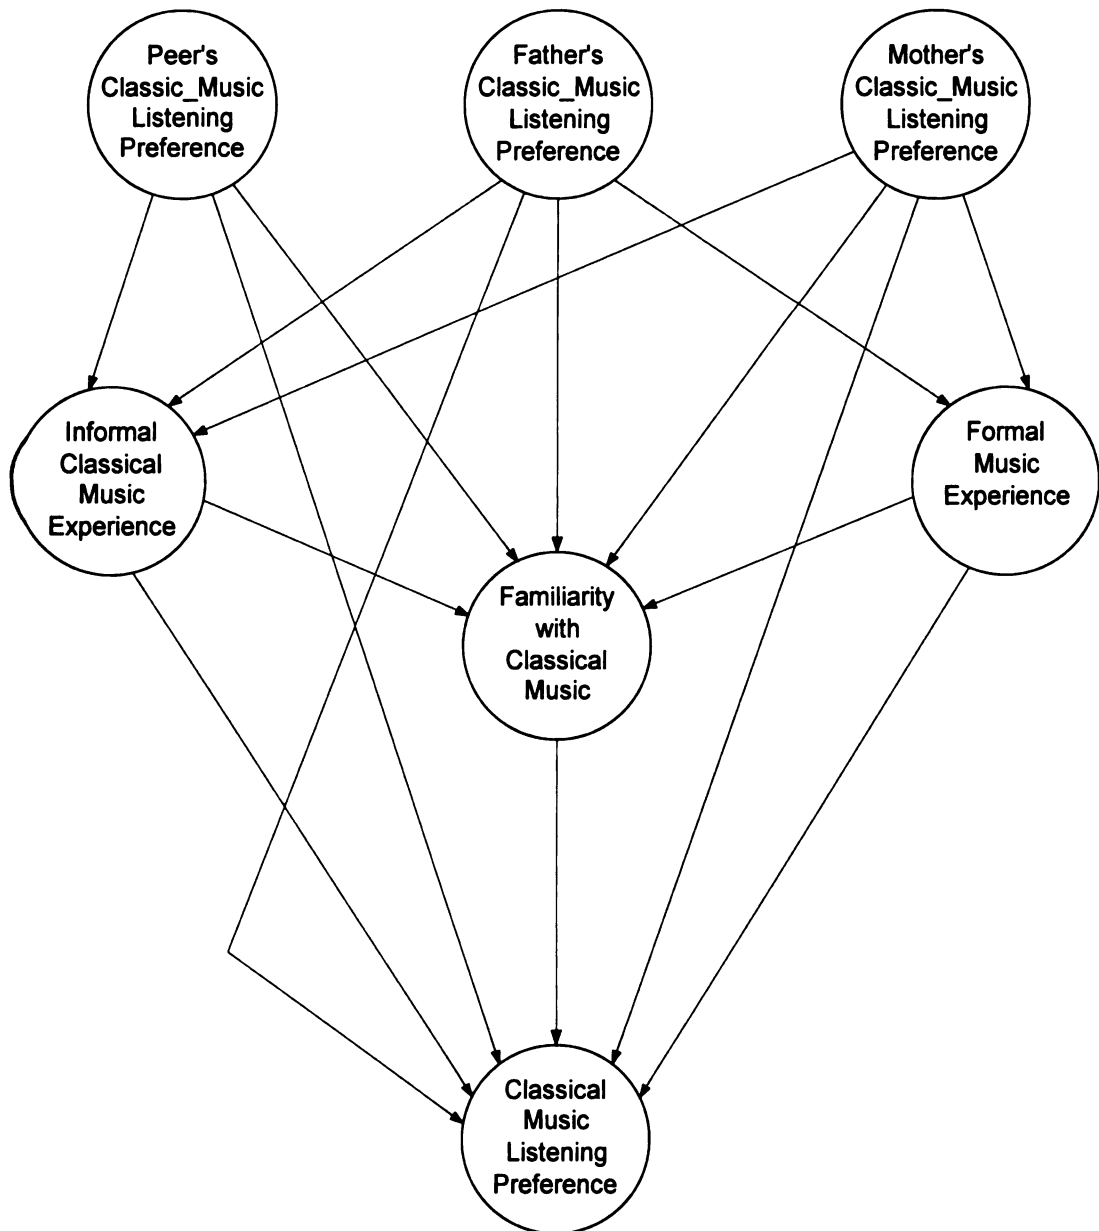 Peer's
Classic_Music
Listening
Preference
Father's
Classic_Music
Listening
Preference
Mother's
Classic_Music
Listening
Preference
Informal
Classical
Music
Experience
Formal
Music
Experience
Familiarity
with
Classical
Music
Classical
Music
Listening
Preference